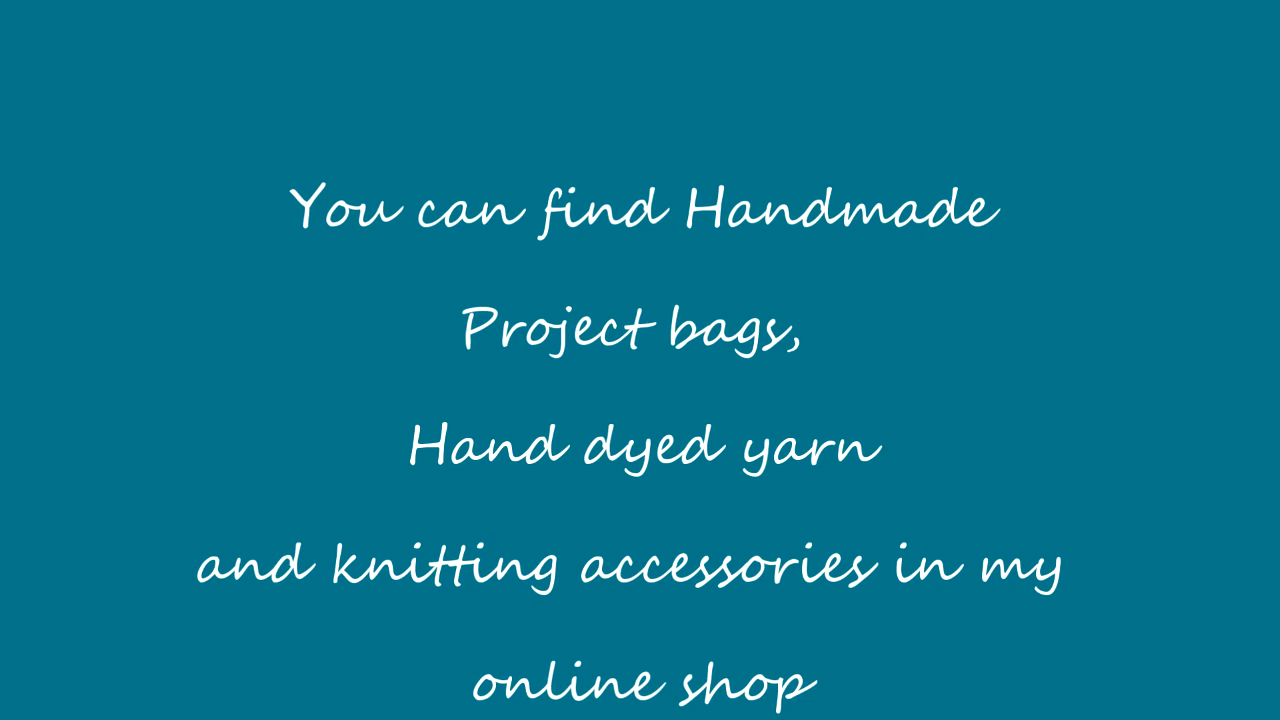 You can find Handmade
Project bags,
Hand dyed yarn
and knitting accessories in my
online shop